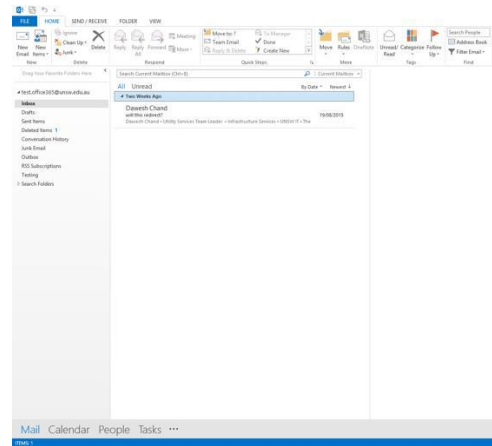 FILE HOME SEND / RECEIVE FOLDER VIEW
New Email
New Items
Ignore
Clean Up
Junk
Delete
Reply
Reply All
Forward
Meeting
More
Move to: ?
Team Email
Reply & Delete
To Manager
Done
Create New
Move
Rules
OneNote
Unread/ Read
Categorize
Follow Up
Search People
Address Book
Filter Email
New Delete Respond Quick Steps Move Tags Find
Drag Your Favorite Folders Here
test.office365@unsw.edu.au
Inbox
Drafts
Sent Items
Deleted Items 1
Conversation History
Junk Email
Outbox
RSS Subscriptions
Testing
Search Folders
Search Current Mailbox (Ctrl+E) Current Mailbox
All Unread By Date Newest
Two Weeks Ago
Dawesh Chand
will this redirect? 19/08/2015
Dawesh Chand • Utility Services Team Leader • Infrastructure Services • UNSW IT • The
Mail Calendar People Tasks •••
ITEMS: 1